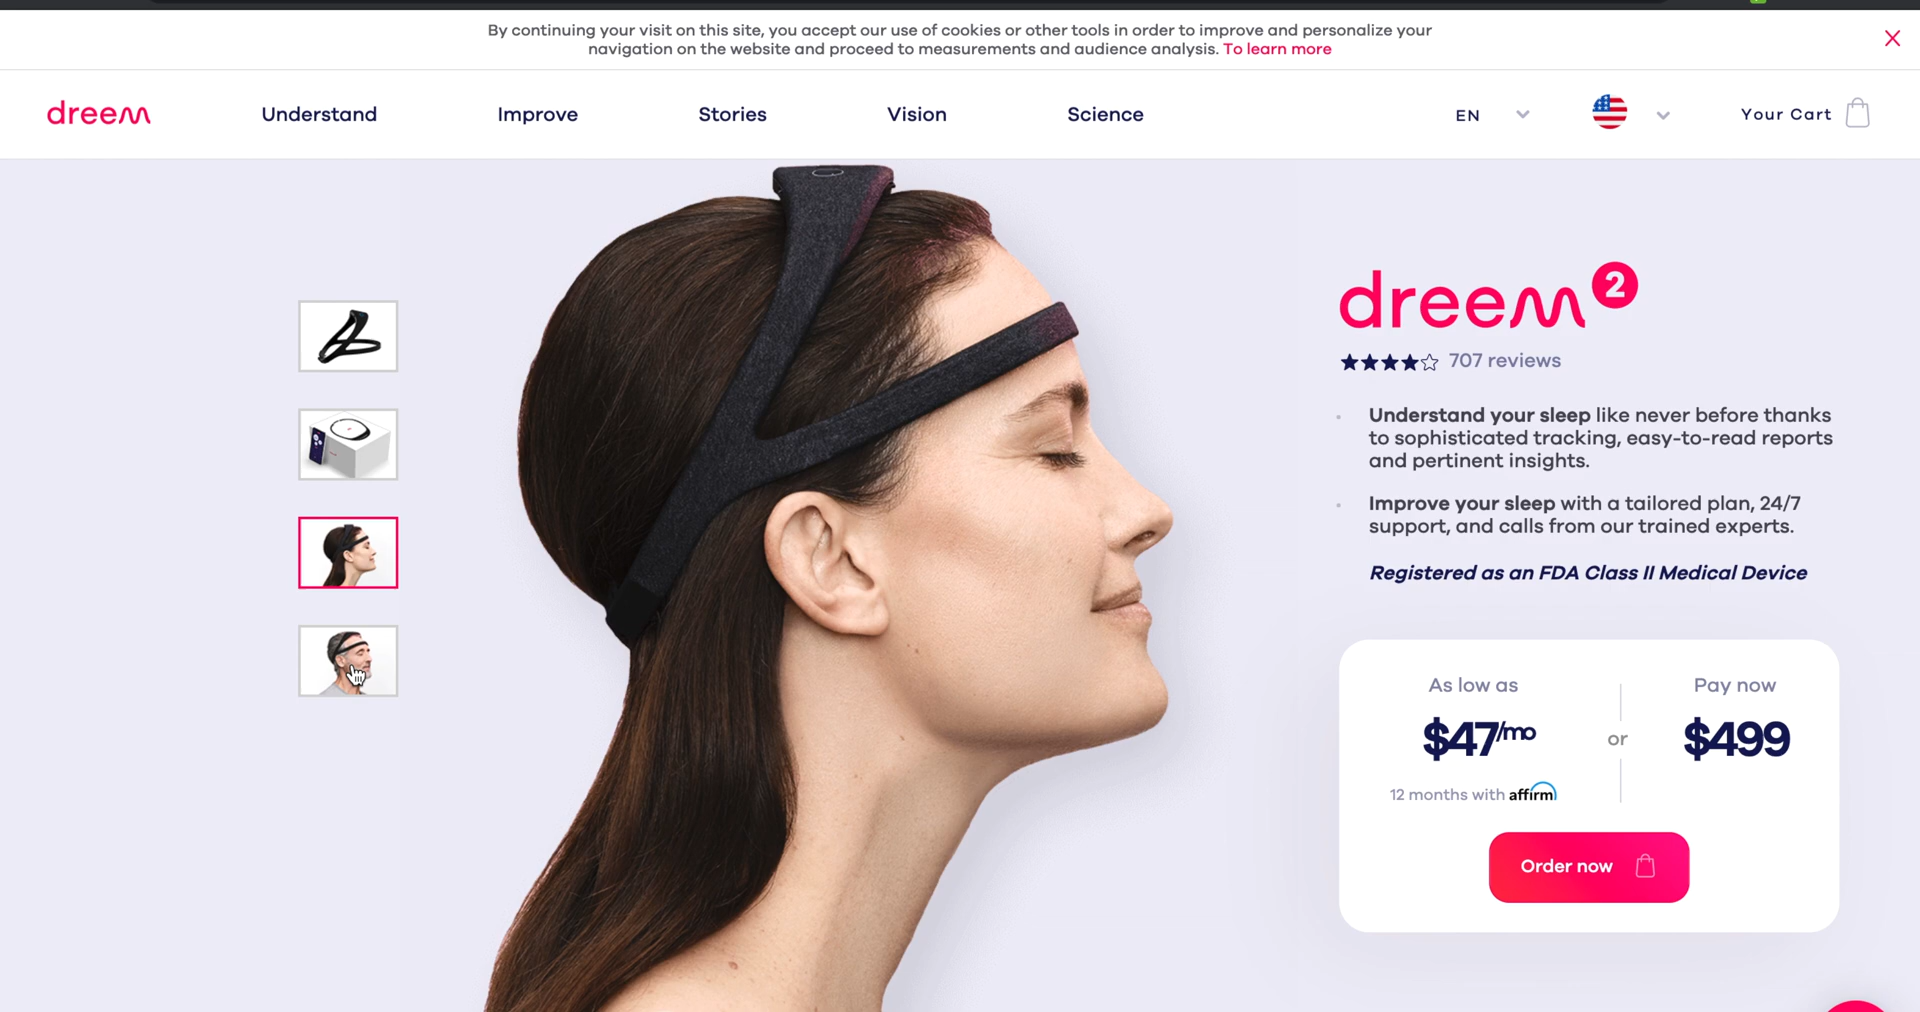 By continuing your visit on this site, you accept our use of cookies or other tools in order to improve and personalize your
navigation on the website and proceed to measurements and audience analysis. To learn more
dreem
Understand
Improve
Stories
Vision
Science
EN
Your Cart
dreem 2
707 reviews
Understand your sleep like never before thanks
to sophisticated tracking, easy-to-read reports
and pertinent insights.
Improve your sleep with a tailored plan, 24/7
support, and calls from our trained experts.
Registered as an FDA Class II Medical Device
As low as
$47/mo
12 months with affirm
or
Pay now
$499
Order now